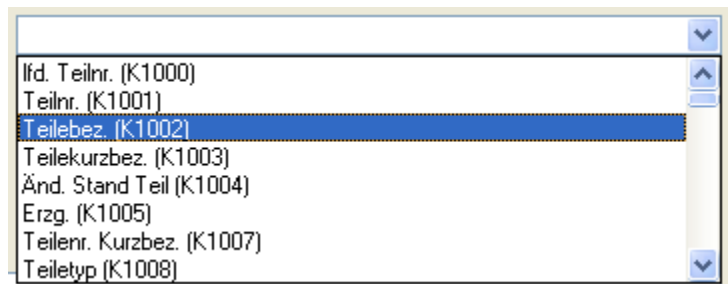 lfd. Teilnr. (K1000)
Teilnr. (K1001)
Teilebez. (K1002)
Teilekurzbez. (K1003)
Änd. Stand Teil (K1004)
Erzg. (K1005)
Teilenr. Kurzbez. (K1007)
Teiletyp (K1008)